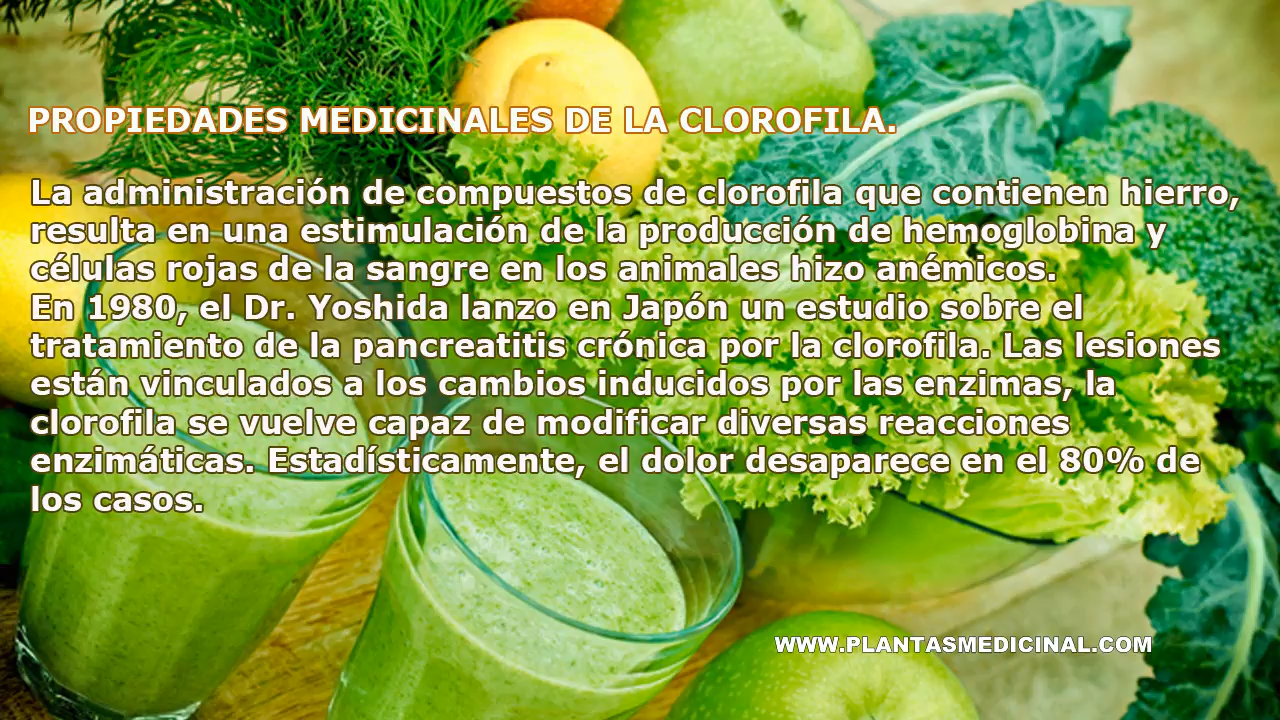 PROPIEDADES MEDICINALES DE LA CLOROFILA.
La administración de compuestos de clorofila que contienen hierro,
resulta en una estimulación de la producción de hemoglobina y
células rojas de la sangre en los animales hizo anémicos.
En 1980, el Dr. Yoshida lanzo en Japón un estudio sobre el
tratamiento de la pancreatitis crónica por la clorofila. Las lesiones
están vinculados a los cambios inducidos por las enzimas, la
clorofila se vuelve capaz de modificar diversas reacciones
enzimáticas. Estadísticamente, el dolor desaparece en el 80% de
los casos.
WWW.PLANTASMEDICINAL.COM